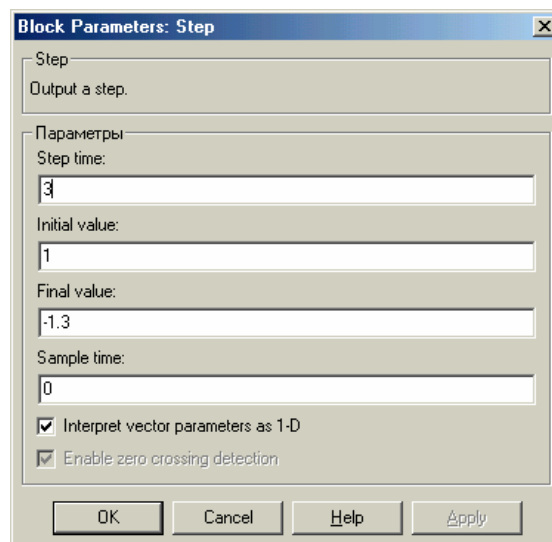 Block Parameters: Step
Step
Output a step.
Параметры
Step time:
3
Initial value:
1
Final value:
-1.3
Sample time:
0
Interpret vector parameters as 1-D
Enable zero crossing detection
OK Cancel Help Apply